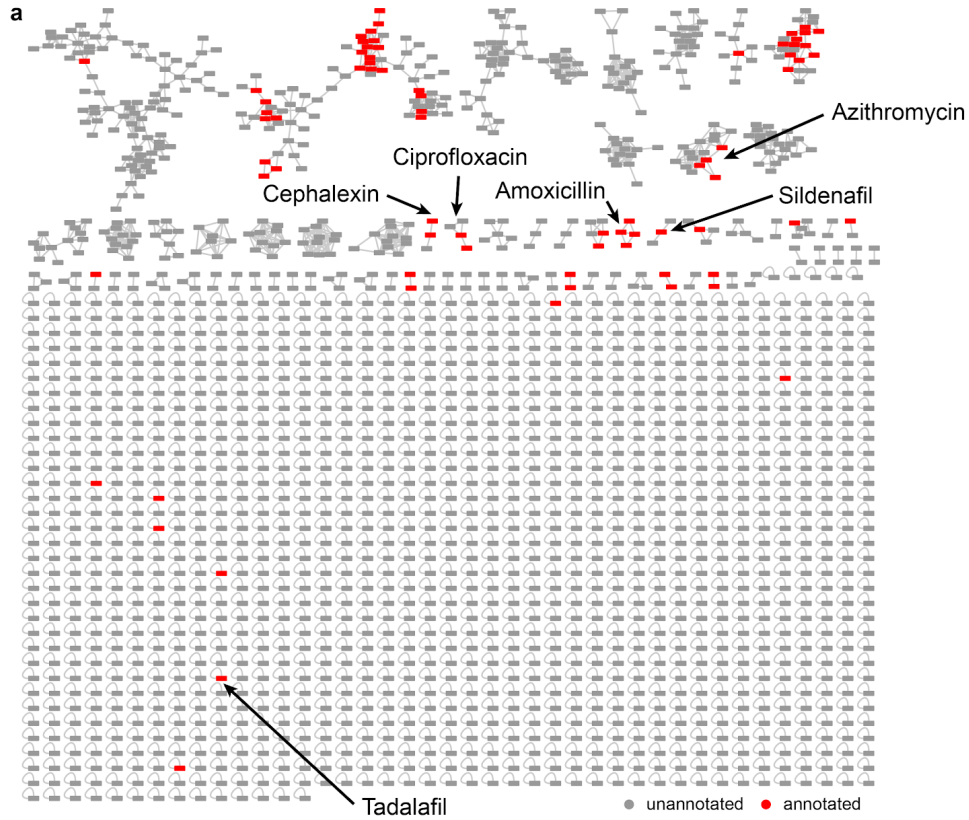 a
Azithromycin
Ciprofloxacin
Cephalexin
Amoxicillin
Sildenafil
Tadalafil
unannotated
annotated